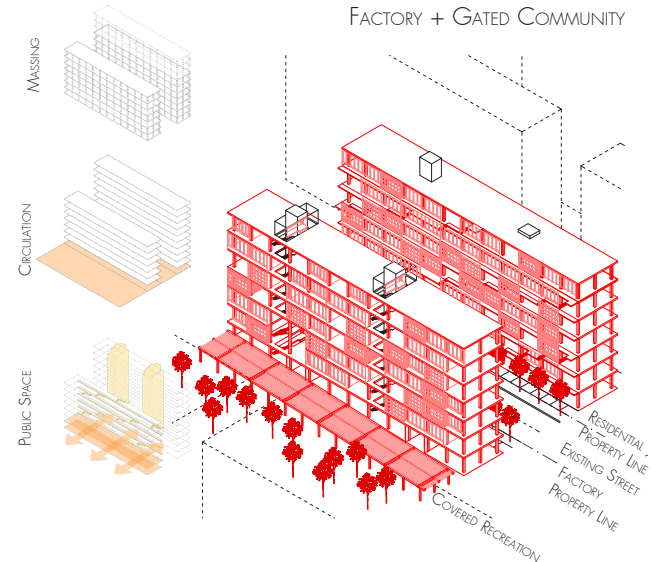 FACTORY + GATED COMMUNITY
MASSING
CIRCULATION
PUBLIC SPACE
RESIDENTIAL
PROPERTY LINE
EXISTING STREET
FACTORY
PROPERTY LINE
COVERED RECREATION